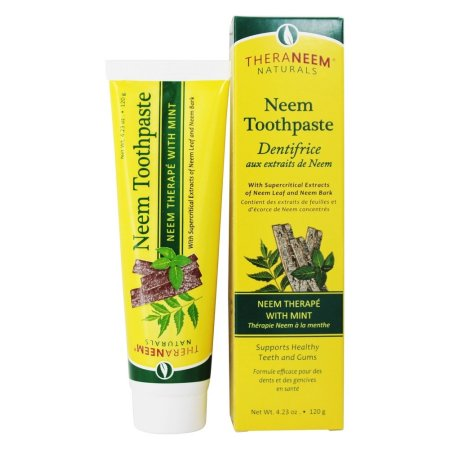 Neem Toothpaste
Net Wt. 4.23 oz • 120 g
NEEM THERAPÉ WITH MINT
With Supercritical Extracts of Neem Leaf and Neem Bark
THERANEEM®
NATURALS
THERANEEM®
NATURALS
Neem
Toothpaste
Dentifrice
aux extraits de Neem
With Supercritical Extracts
of Neem Leaf and Neem Bark
Contient des extraits de feuilles et
d'écorce de Neem concentrés
NEEM THERAPÉ
WITH MINT
Thérapie Neem à la menthe
Supports Healthy
Teeth and Gums
Formule efficace pour des
dents et des gencives
en santé
Net Wt. 4.23 oz • 120 g